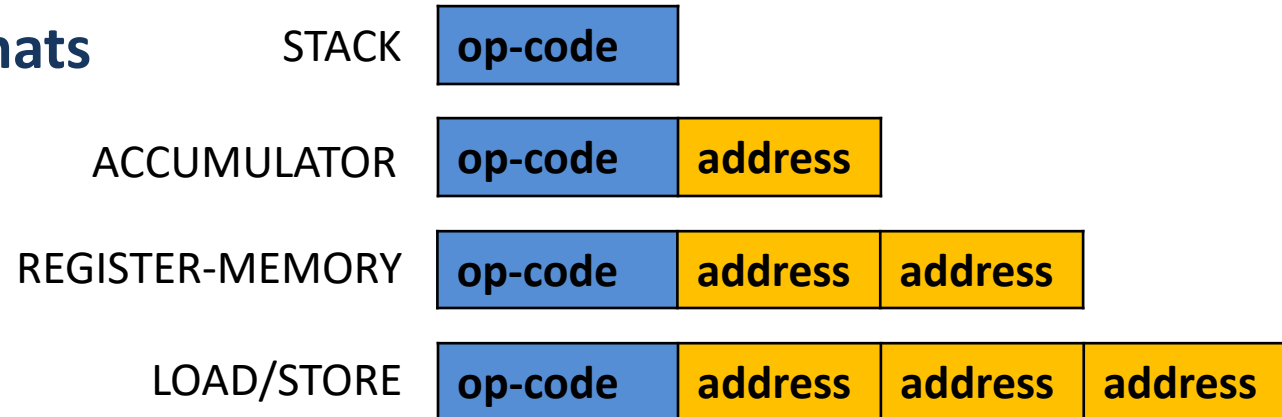 hats
STACK op-code
ACCUMULATOR op-code address
REGISTER-MEMORY op-code address address
LOAD/STORE op-code address address address